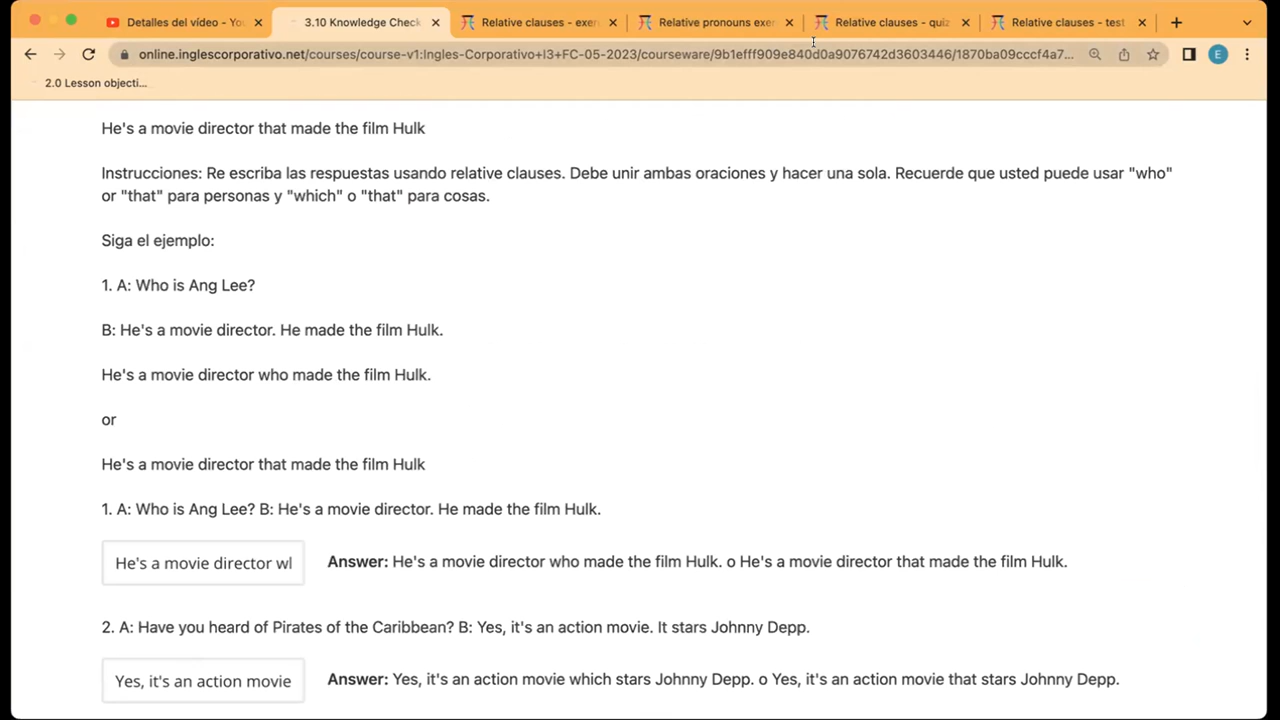 Detalles del vídeo - Yo
3.10 Knowledge Check
Relative clauses - exer
Relative pronouns exer
Relative clauses - quiz
Relative clauses - test
online.inglescorporativo.net/courses/course-v1:Ingles-Corporativo+I3+FC-05-2023/courseware/9b1efff909e840d0a9076742d3603446/1870ba09cccf4a7...
E
2.0 Lesson objecti...
He's a movie director that made the film Hulk
Instrucciones: Re escriba las respuestas usando relative clauses. Debe unir ambas oraciones y hacer una sola. Recuerde que usted puede usar "who"
or "that" para personas y "which" o "that" para cosas.
Siga el ejemplo:
1. A: Who is Ang Lee?
B: He's a movie director. He made the film Hulk.
He's a movie director who made the film Hulk.
or
He's a movie director that made the film Hulk
1. A: Who is Ang Lee? B: He's a movie director. He made the film Hulk.
He's a movie director wl
Answer: He's a movie director who made the film Hulk. o He's a movie director that made the film Hulk.
2. A: Have you heard of Pirates of the Caribbean? B: Yes, it's an action movie. It stars Johnny Depp.
Yes, it's an action movie
Answer: Yes, it's an action movie which stars Johnny Depp. o Yes, it's an action movie that stars Johnny Depp.